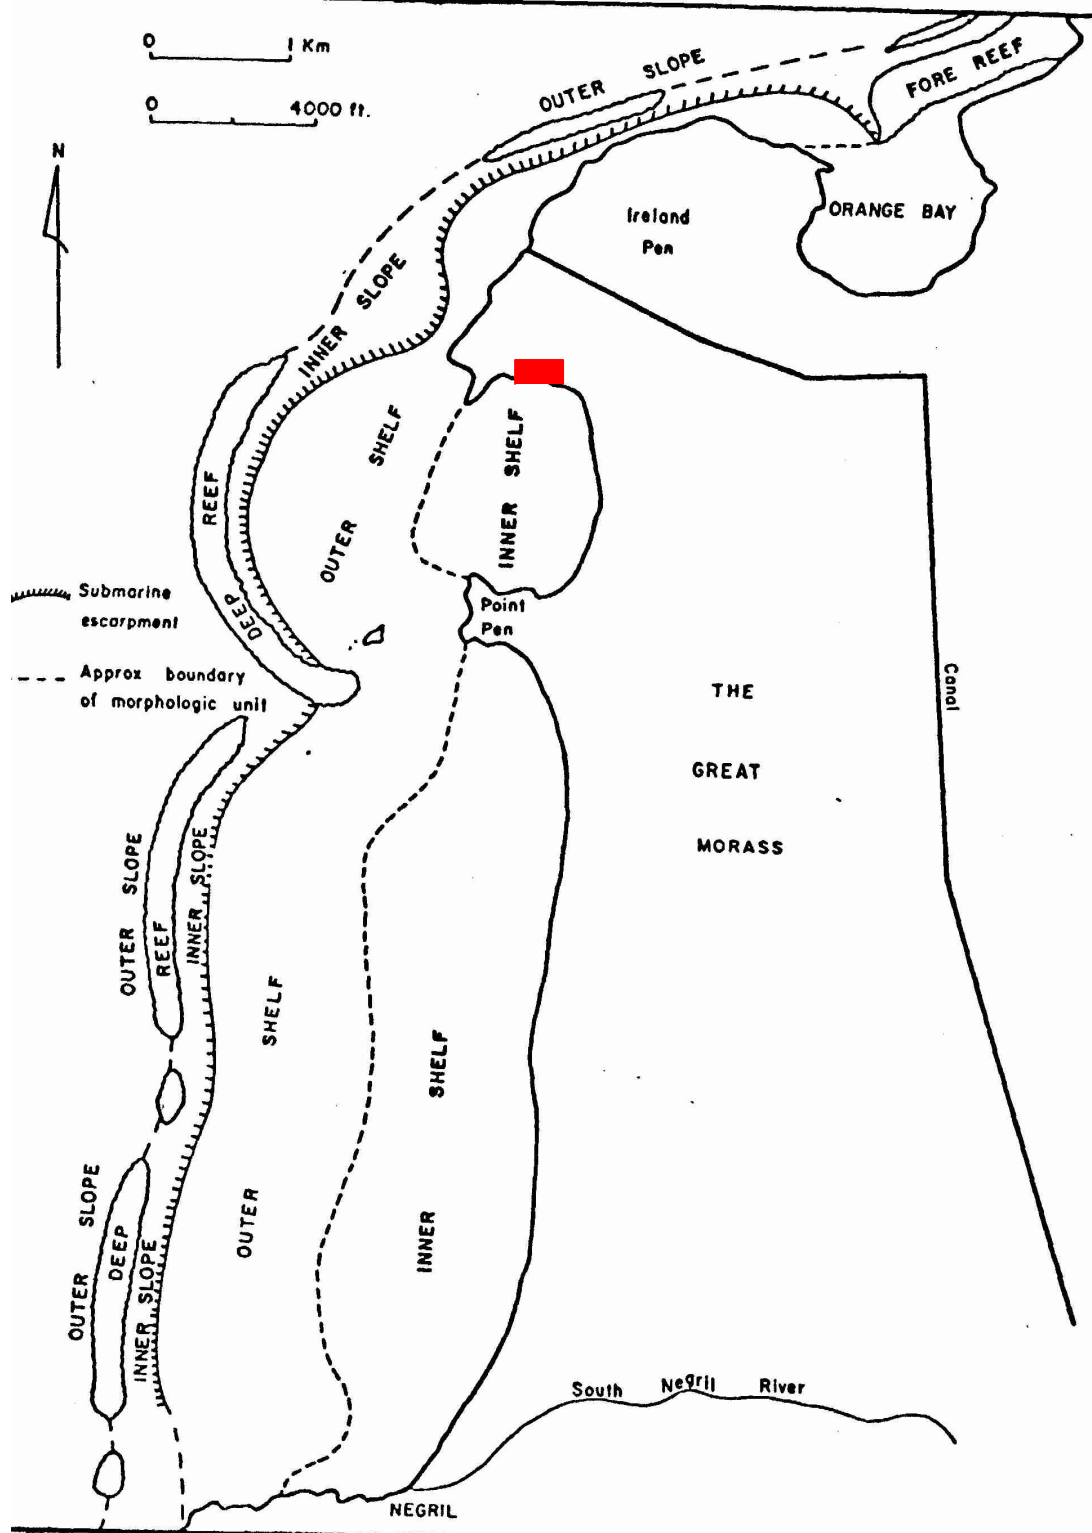 0 1 Km
0 4000 ft.
N
OUTER SLOPE
FORE REEF
ORANGE BAY
Ireland
Pen
INNER SLOPE
OUTER SHELF
INNER SHELF
DEEP REEF
Submarine
escarpment
Point
Pen
Approx boundary
of morphologic unit
THE
GREAT
MORASS
Canal
OUTER SLOPE
REEF
INNER SLOPE
OUTER SHELF
INNER SHELF
OUTER SLOPE
DEEP
INNER SLOPE
South Negril River
NEGRIL